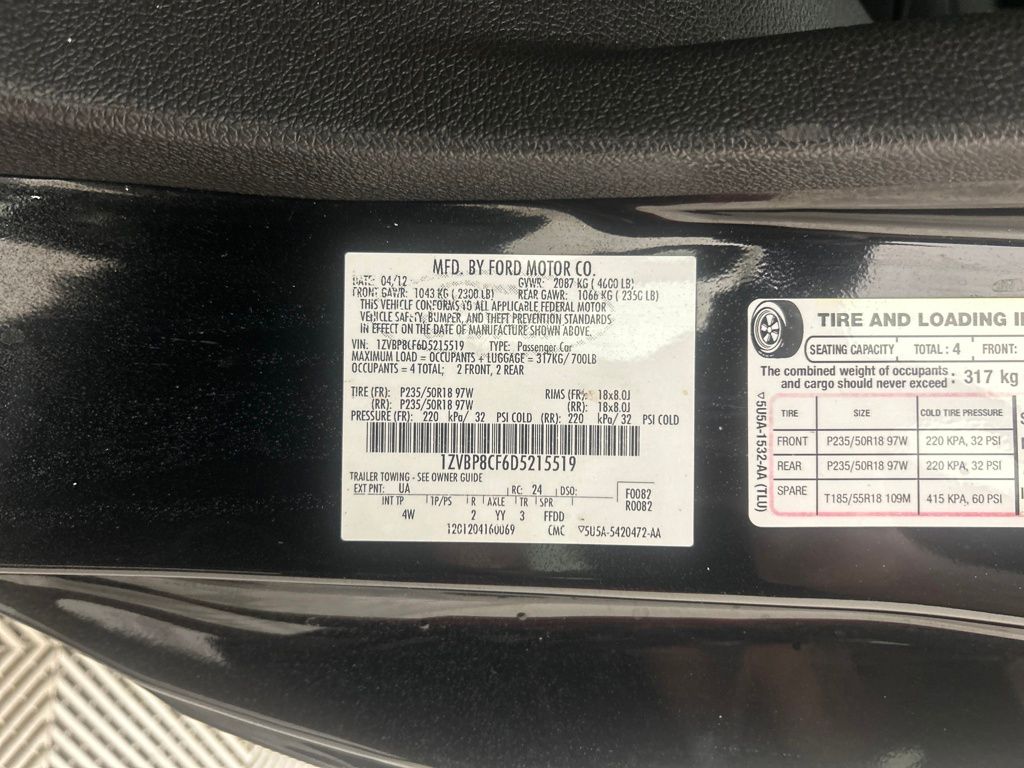 MFD. BY FORD MOTOR CO.
DATE: 04/12 GVWR: 2087 KG ( 4600 LB)
FRONT GAWR: 1043 KG ( 2300 LB) REAR GAWR: 1066 KG ( 2350 LB)
THIS VEHICLE CONFORMS TO ALL APPLICABLE FEDERAL MOTOR
VEHICLE SAFETY, BUMPER, AND THEFT PREVENTION STANDARDS
IN EFFECT ON THE DATE OF MANUFACTURE SHOWN ABOVE.
VIN: 1ZVBP8CF6D5215519 TYPE: Passenger Car
MAXIMUM LOAD = OCCUPANTS + LUGGAGE = 317KG/ 700LB
OCCUPANTS = 4 TOTAL; 2 FRONT, 2 REAR
TIRE (FR): P235/50R18 97W RIMS (FR): 18x8.0J
(RR): P235/50R18 97W (RR): 18x8.0J
PRESSURE (FR): 220 kPa/ 32 PSI COLD (RR): 220 kPa/ 32 PSI COLD
1ZVBP8CF6D5215519
TRAILER TOWING - SEE OWNER GUIDE
EXT PNT: UA RC: 24 DSO: F0082
R0082
INT TR TP/PS R AXLE TR SPR
4W 2 YY 3 FFDD
1201204160069 CMC ▽5U5A-5420472-AA
TIRE AND LOADING I
SEATING CAPACITY TOTAL : 4 FRONT:
The combined weight of occupants
and cargo should never exceed : 317 kg
TIRE SIZE COLD TIRE PRESSURE
FRONT P235/50R18 97W 220 KPA, 32 PSI
REAR P235/50R18 97W 220 KPA, 32 PSI
SPARE T185/55R18 109M 415 KPA, 60 PSI
▽5U5A-1532-AA (TLU)